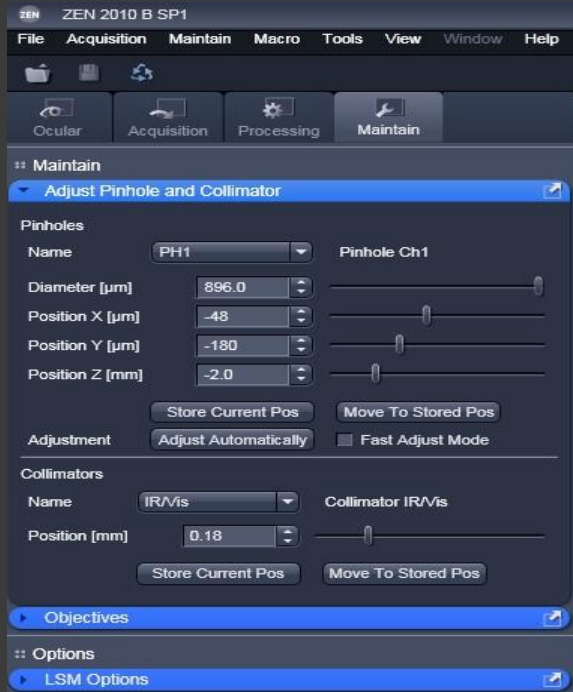 ZEN ZEN 2010 B SP1
File Acquisition Maintain Macro Tools View Window Help
Ocular Acquisition Processing Maintain
Maintain
Adjust Pinhole and Collimator
Pinholes
Name PH1 Pinhole Ch1
Diameter [µm] 896.0
Position X [µm] -48
Position Y [µm] -180
Position Z [mm] -2.0
Store Current Pos Move To Stored Pos
Adjustment Adjust Automatically Fast Adjust Mode
Collimators
Name IR/Vis Collimator IR/Vis
Position [mm] 0.18
Store Current Pos Move To Stored Pos
Objectives
Options
LSM Options